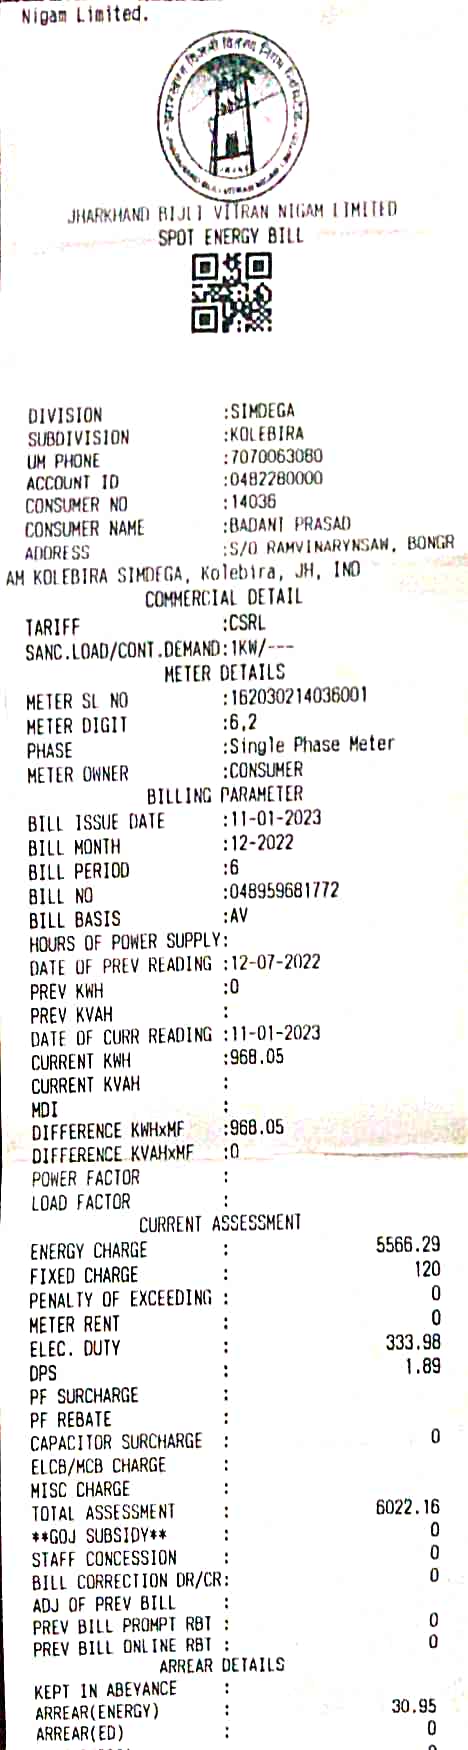 Nigam Limited.
JHARKHAND BIJLI VITRAN NIGAM LIMITED
SPOT ENERGY BILL
DIVISION :SIMDEGA
SUBDIVISION :KOLEBIRA
UM PHONE :7070063080
ACCOUNT ID :0482280000
CONSUMER NO :14036
CONSUMER NAME :BADANI PRASAD
ADDRESS :S/O RAMVINARYNSAW, BONGR
AM KOLEBIRA SIMDEGA, Kolebira, JH, IND
COMMERCIAL DETAIL
TARIFF :CSRL
SANC.LOAD/CONT.DEMAND:1KW/---
METER DETAILS
METER SL NO :162030214036001
METER DIGIT :6,2
PHASE :Single Phase Meter
METER OWNER :CONSUMER
BILLING PARAMETER
BILL ISSUE DATE :11-01-2023
BILL MONTH :12-2022
BILL PERIOD :6
BILL NO :048959681772
BILL BASIS :AV
HOURS OF POWER SUPPLY:
DATE OF PREV READING :12-07-2022
PREV KWH :0
PREV KVAH :
DATE OF CURR READING :11-01-2023
CURRENT KWH :968.05
CURRENT KVAH :
MDI :
DIFFERENCE KWHxMF :968.05
DIFFERENCE KVAHxMF :0
POWER FACTOR :
LOAD FACTOR :
CURRENT ASSESSMENT
ENERGY CHARGE : 5566.29
FIXED CHARGE : 120
PENALTY OF EXCEEDING : 0
METER RENT : 0
ELEC. DUTY : 333.98
DPS : 1.89
PF SURCHARGE :
PF REBATE :
CAPACITOR SURCHARGE : 0
ELCB/MCB CHARGE :
MISC CHARGE :
TOTAL ASSESSMENT : 6022.16
**GOJ SUBSIDY** : 0
STAFF CONCESSION : 0
BILL CORRECTION DR/CR: 0
ADJ OF PREV BILL :
PREV BILL PROMPT RBT : 0
PREV BILL ONLINE RBT : 0
ARREAR DETAILS
KEPT IN ABEYANCE :
ARREAR(ENERGY) : 30.95
ARREAR(ED) : 0